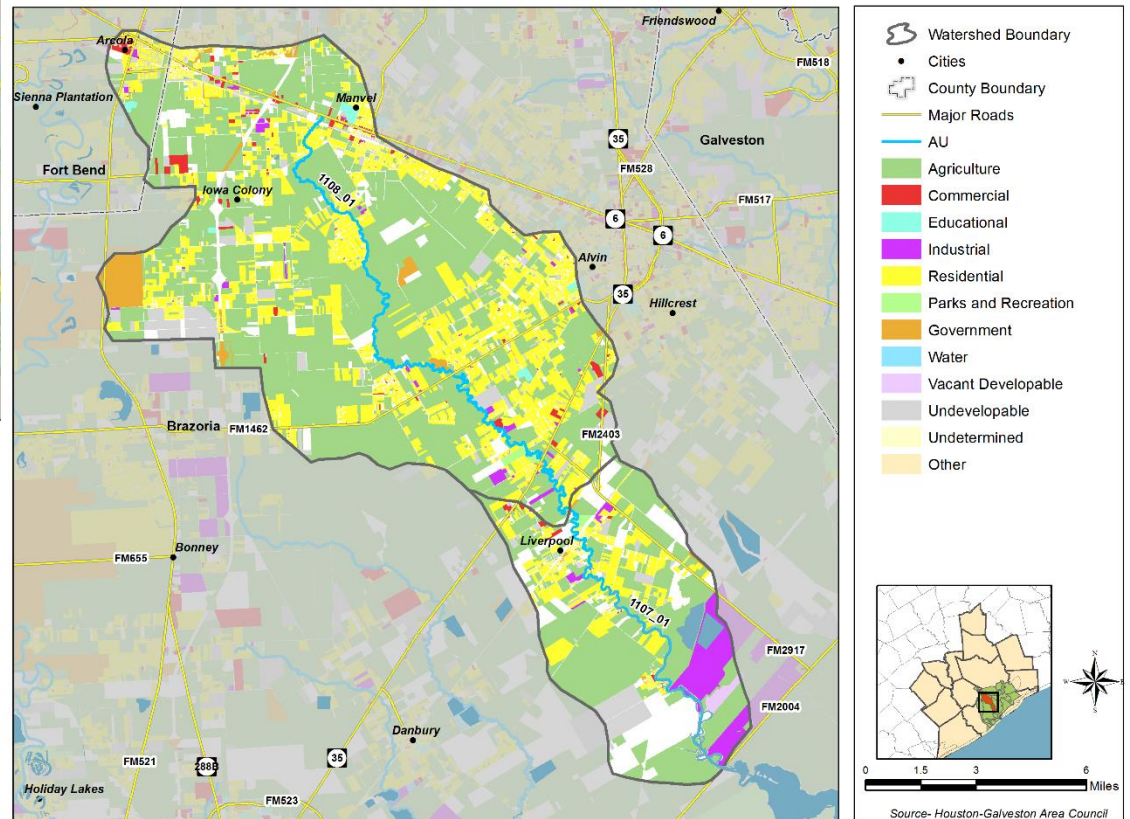 Friendswood
Arcola
FM518
Sienna Plantation
Manvel
35
Galveston
Fort Bend
FM528
1108_01
Iowa Colony
FM517
6
6
Alvin
35
Hillcrest
Brazoria
FM1462
FM2403
Liverpool
Bonney
FM655
1107_01
FM2917
FM2004
Danbury
FM521
288B
35
Holiday Lakes
FM523
Watershed Boundary
Cities
County Boundary
Major Roads
AU
Agriculture
Commercial
Educational
Industrial
Residential
Parks and Recreation
Government
Water
Vacant Developable
Undevelopable
Undetermined
Other
N
W E
S
0 1.5 3 6
Miles
Source- Houston-Galveston Area Council